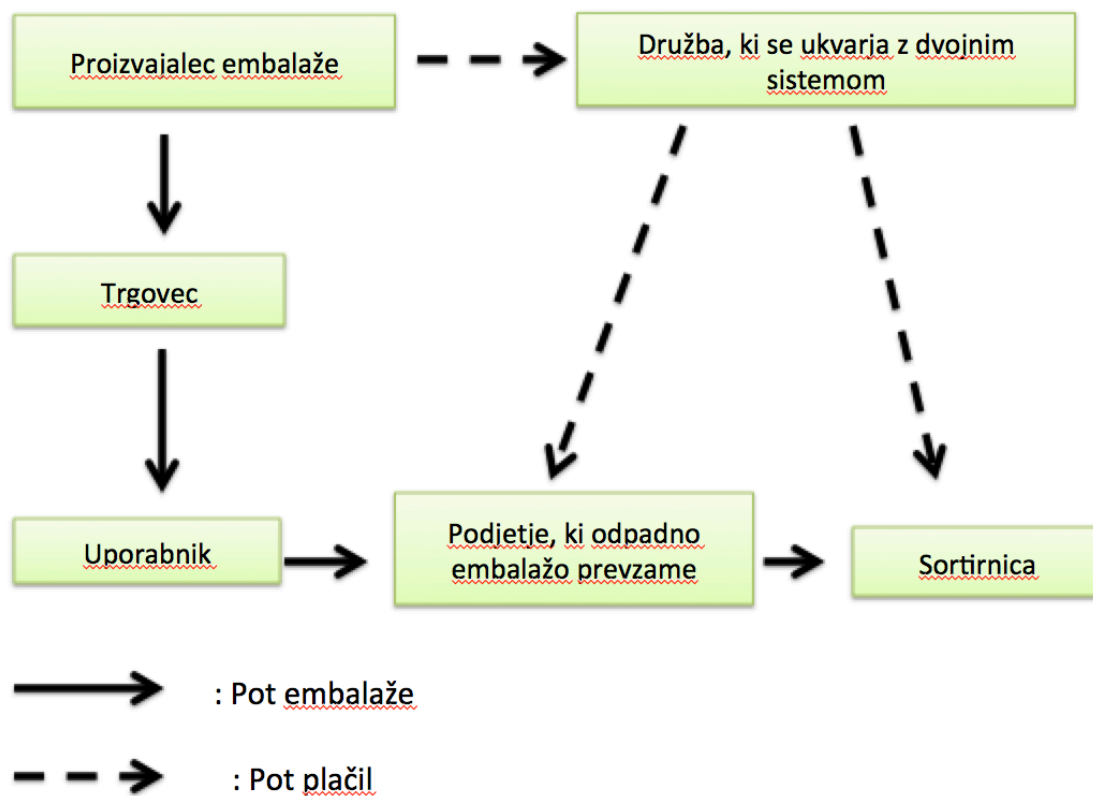 Proizvajalec embalaže
Družba, ki se ukvarja z dvojnim
sistemom
Trgovec
Uporabnik
Podjetje, ki odpadno
embalažo prevzame
Sortirnica
: Pot embalaže
: Pot plačil